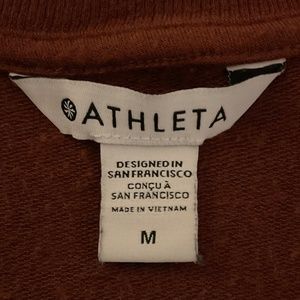 ATHLETA
DESIGNED IN
SAN FRANCISCO
CONÇU À
SAN FRANCISCO
MADE IN VIETNAM
M